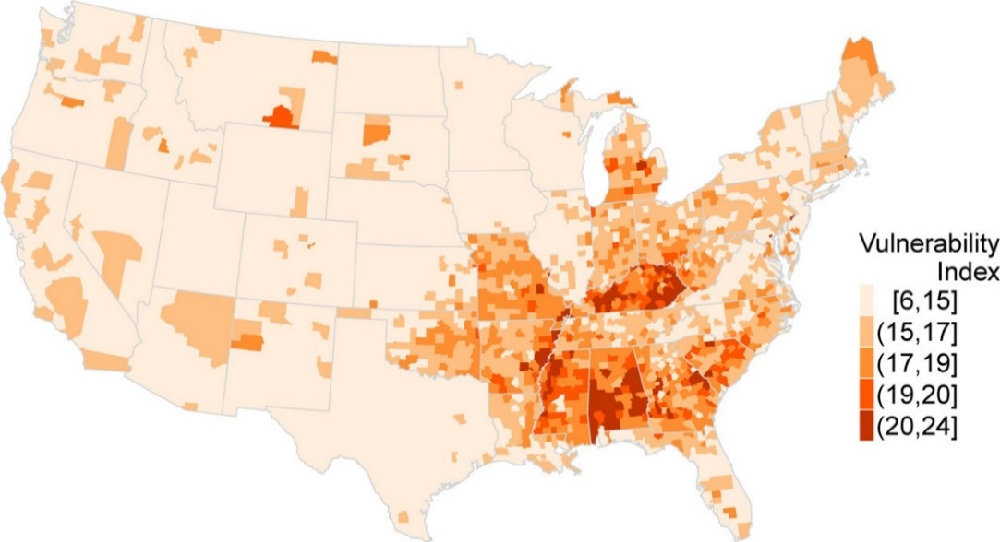 Vulnerability
Index
[6,15]
(15,17]
(17,19]
(19,20]
(20,24]